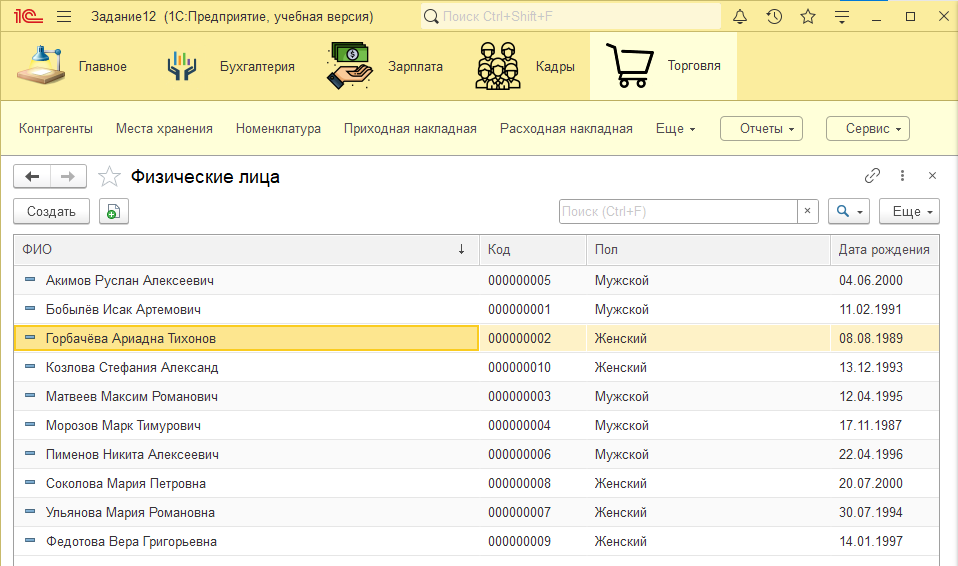 1С Задание12 (1С:Предприятие, учебная версия) Поиск Ctrl+Shift+F
Главное Бухгалтерия Зарплата Кадры Торговля
Контрагенты Места хранения Номенклатура Приходная накладная Расходная накладная Еще Отчеты Сервис
Физические лица
Создать Поиск (Ctrl+F) × Еще
ФИО ↓ Код Пол Дата рождения
Акимов Руслан Алексеевич 000000005 Мужской 04.06.2000
Бобылёв Исак Артемович 000000001 Мужской 11.02.1991
Горбачёва Ариадна Тихонов 000000002 Женский 08.08.1989
Козлова Стефания Александ 000000010 Женский 13.12.1993
Матвеев Максим Романович 000000003 Мужской 12.04.1995
Морозов Марк Тимурович 000000004 Мужской 17.11.1987
Пименов Никита Алексеевич 000000006 Мужской 22.04.1996
Соколова Мария Петровна 000000008 Женский 20.07.2000
Ульянова Мария Романовна 000000007 Женский 30.07.1994
Федотова Вера Григорьевна 000000009 Женский 14.01.1997